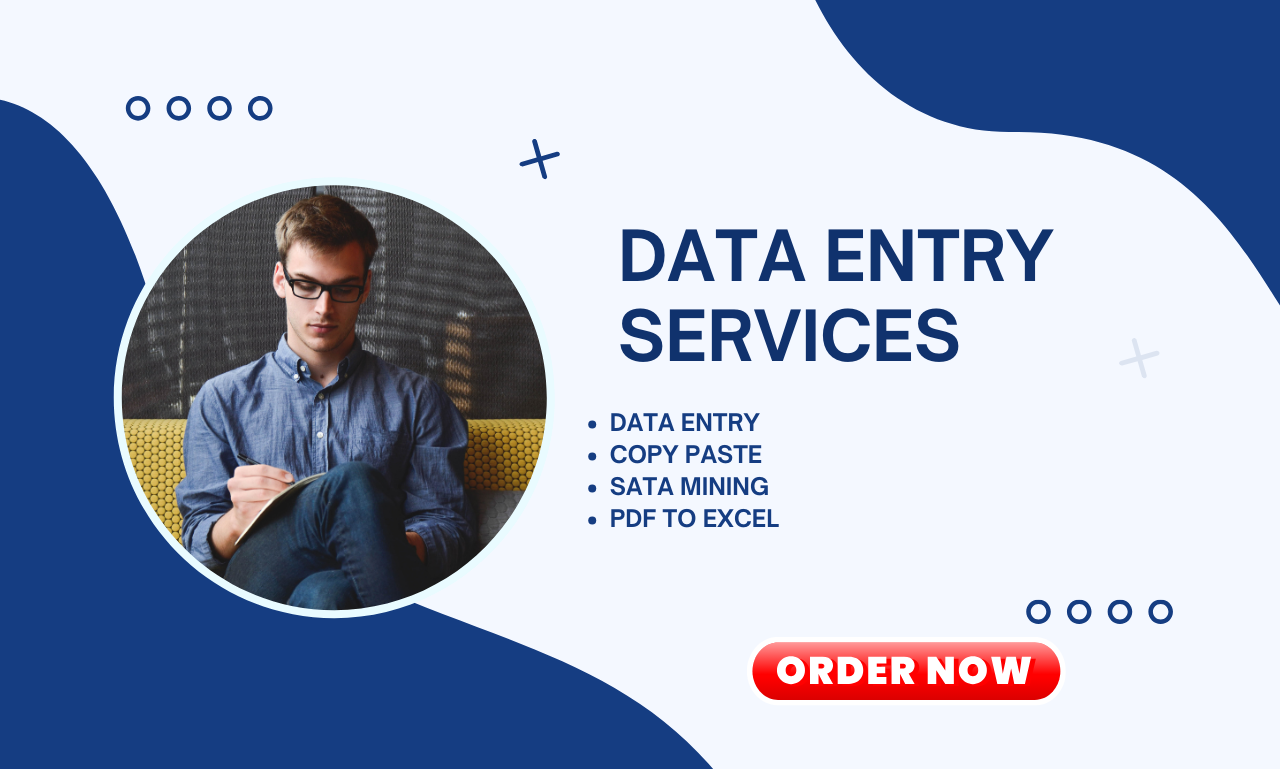 DATA ENTRY
SERVICES
• DATA ENTRY
• COPY PASTE
• SATA MINING
• PDF TO EXCEL
ORDER NOW